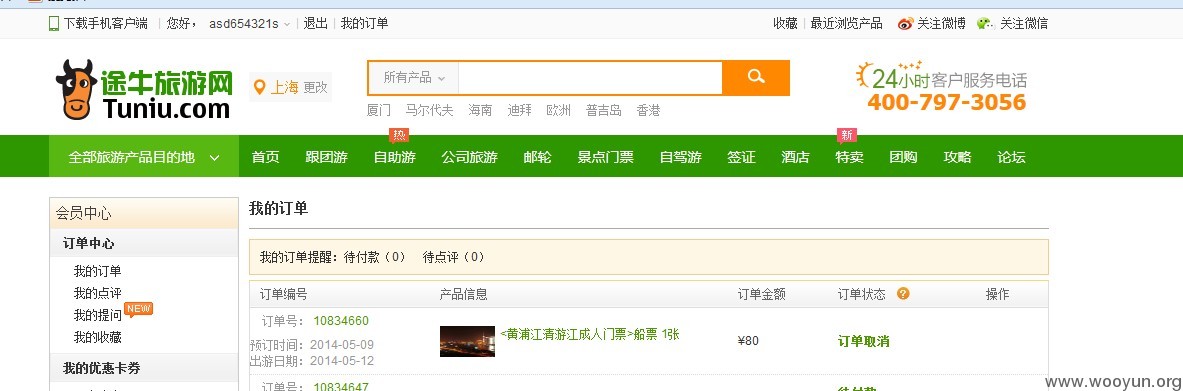 下载手机客户端 您好， asd654321s 退出 我的订单 收藏 最近浏览产品 关注微博 关注微信
途牛旅游网
Tuniu.com
上海 更改
所有产品
厦门 马尔代夫 海南 迪拜 欧洲 普吉岛 香港
24小时客户服务电话
400-797-3056
热 新
全部旅游产品目的地 首页 跟团游 自助游 公司旅游 邮轮 景点门票 自驾游 签证 酒店 特卖 团购 攻略 论坛
会员中心
订单中心
我的订单
我的点评
我的提问 NEW
我的收藏
我的优惠卡券
我的订单
我的订单提醒：待付款（0） 待点评（0）
订单编号 产品信息 订单金额 订单状态 ? 操作
订单号： 10834660
预订时间：2014-05-09
出游日期：2014-05-12
<黄浦江清游江成人门票>船票 1张
¥80
订单取消
订单号： 10834647
待付款
www.wooyun.org